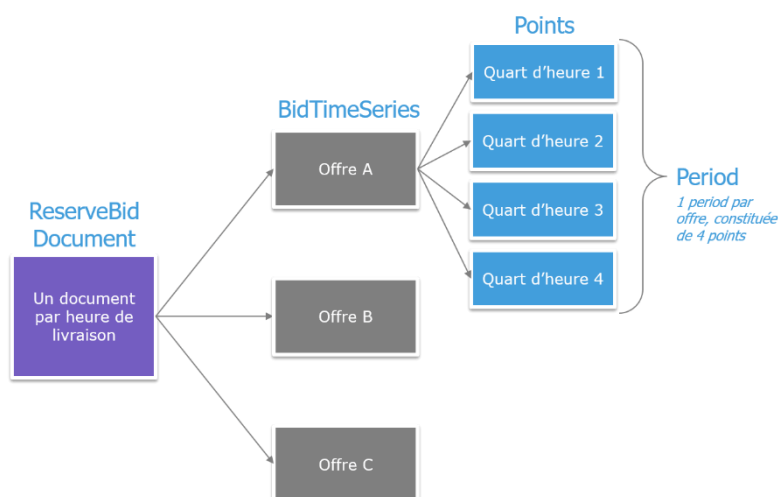 Points
Quart d'heure 1
BidTimeSeries
Quart d'heure 2
Offre A
Period
1 period par
offre, constituée
de 4 points
ReserveBid
Document
Quart d'heure 3
Quart d'heure 4
Un document
par heure de
livraison
Offre B
Offre C